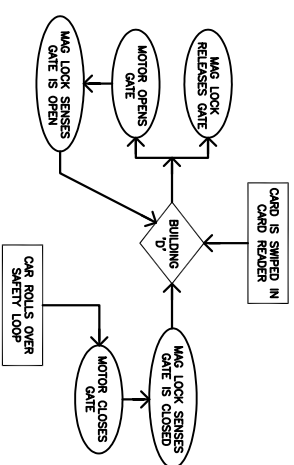 CARD IS SWIPED IN
CARD READER
MAG LOCK
RELEASES GATE
BUILDING
"D"
MOTOR OPENS
GATE
MAG LOCK SENSES
GATE IS CLOSED
MAG LOCK SENSES
GATE IS OPEN
MOTOR CLOSES
GATE
CAR ROLLS OVER
SAFETY LOOP